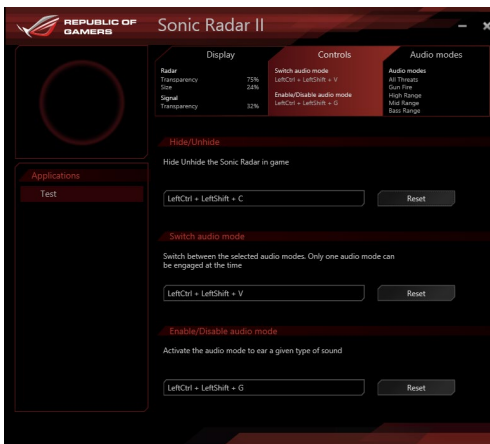 REPUBLIC OF
GAMERS
Sonic Radar II
Display
Radar
Transparency 75%
Size 24%
Signal
Transparency 32%
Controls
Switch audio mode
LeftCtrl + LeftShift + V
Enable/Disable audio mode
LeftCtrl + LeftShift + G
Audio modes
Audio modes
All Threats
Gun Fire
High Range
Mid Range
Bass Range
Applications
Test
Hide/Unhide
Hide Unhide the Sonic Radar in game
LeftCtrl + LeftShift + C
Reset
Switch audio mode
Switch between the selected audio modes. Only one audio mode can
be engaged at the time
LeftCtrl + LeftShift + V
Reset
Enable/Disable audio mode
Activate the audio mode to ear a given type of sound
LeftCtrl + LeftShift + G
Reset